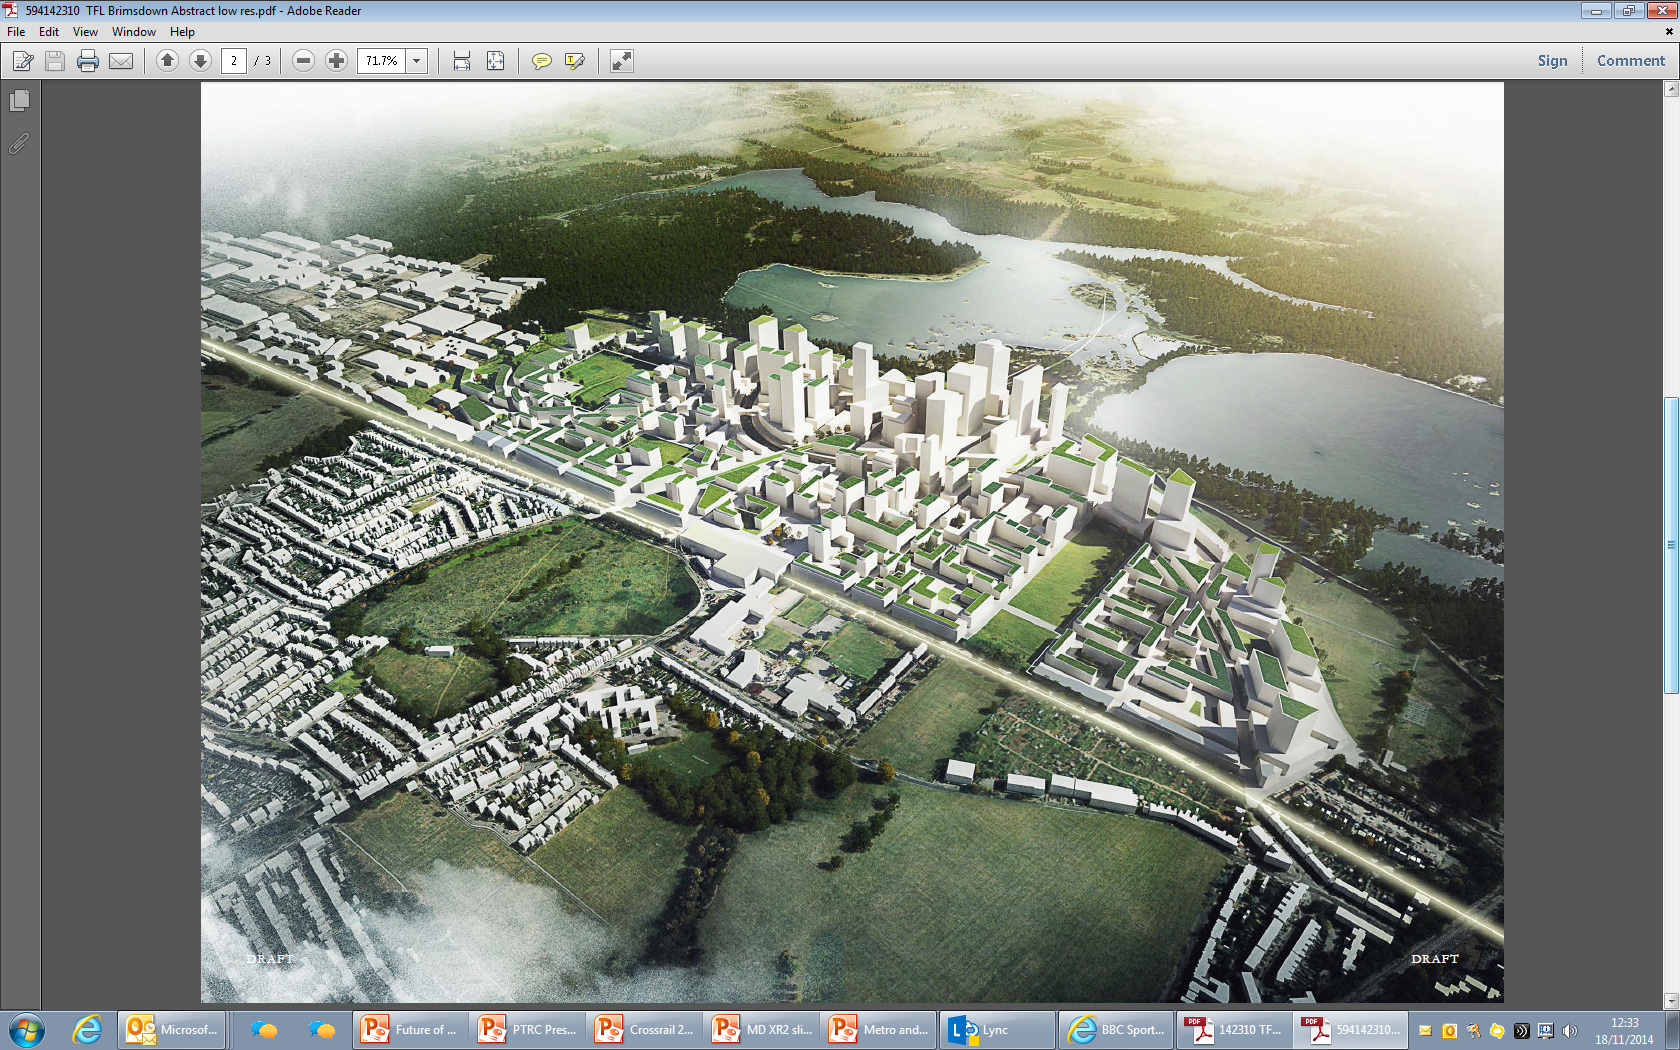 594142310  TFL Brimsdown Abstract low res.pdf - Adobe Reader
File Edit View Window Help
2 / 3 71.7% Sign Comment
DRAFT DRAFT
Microsof... Future of ... PTRC Pres... Crossrail 2... MD XR2 sli... Metro and... Lync BBC Sport... 142310 TF... 594142310...
12:33
18/11/2014